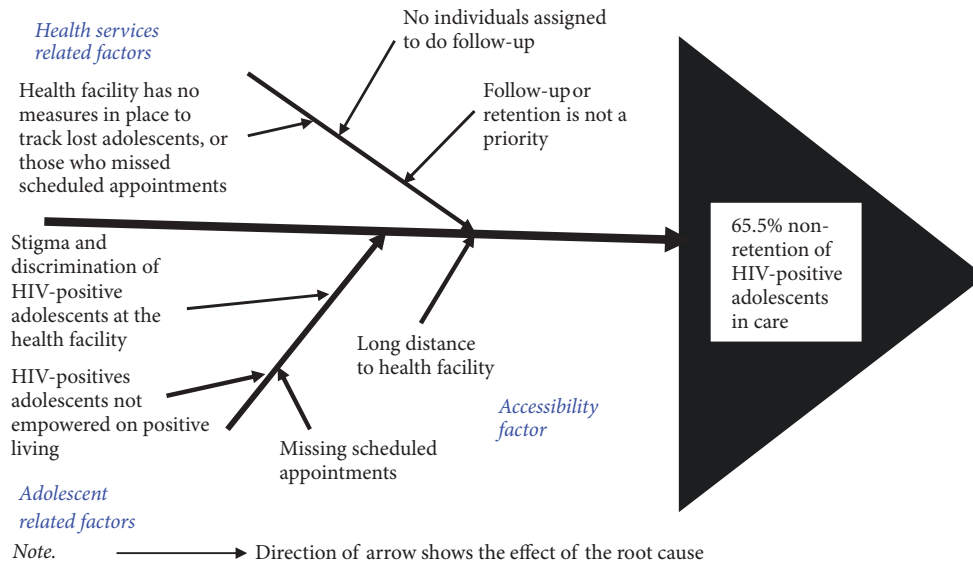 Health services
related factors
Health facility has no
measures in place to
track lost adolescents, or
those who missed
scheduled appointments
No individuals assigned
to do follow-up
Follow-up or
retention is not a
priority
Stigma and
discrimination of
HIV-positive
adolescents at the
health facility
HIV-positives
adolescents not
empowered on positive
living
Missing scheduled
appointments
Long distance
to health facility
Accessibility
factor
Adolescent
related factors
65.5% non-
retention of
HIV-positive
adolescents
in care
Note. Direction of arrow shows the effect of the root cause